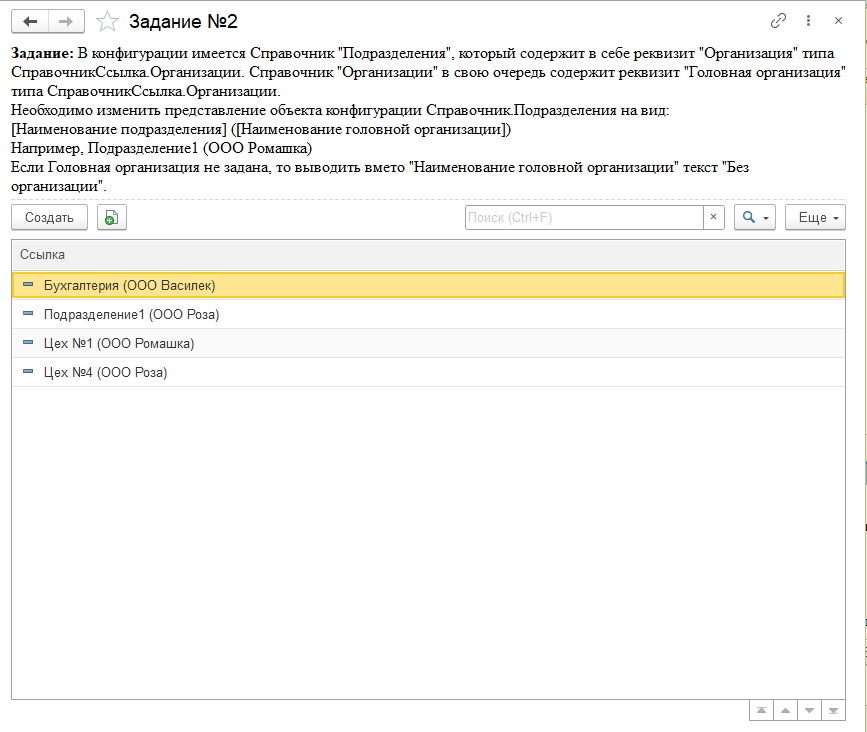 Задание №2
Задание: В конфигурации имеется Справочник "Подразделения", который содержит в себе реквизит "Организация" типа
СправочникСсылка.Организации. Справочник "Организации" в свою очередь содержит реквизит "Головная организация"
типа СправочникСсылка.Организации.
Необходимо изменить представление объекта конфигурации Справочник.Подразделения на вид:
[Наименование подразделения] ([Наименование головной организации])
Например, Подразделение1 (ООО Ромашка)
Если Головная организация не задана, то выводить вмето "Наименование головной организации" текст "Без
организации".
Создать Поиск (Ctrl+F) Еще
Ссылка
Бухгалтерия (ООО Василек)
Подразделение1 (ООО Роза)
Цех №1 (ООО Ромашка)
Цех №4 (ООО Роза)